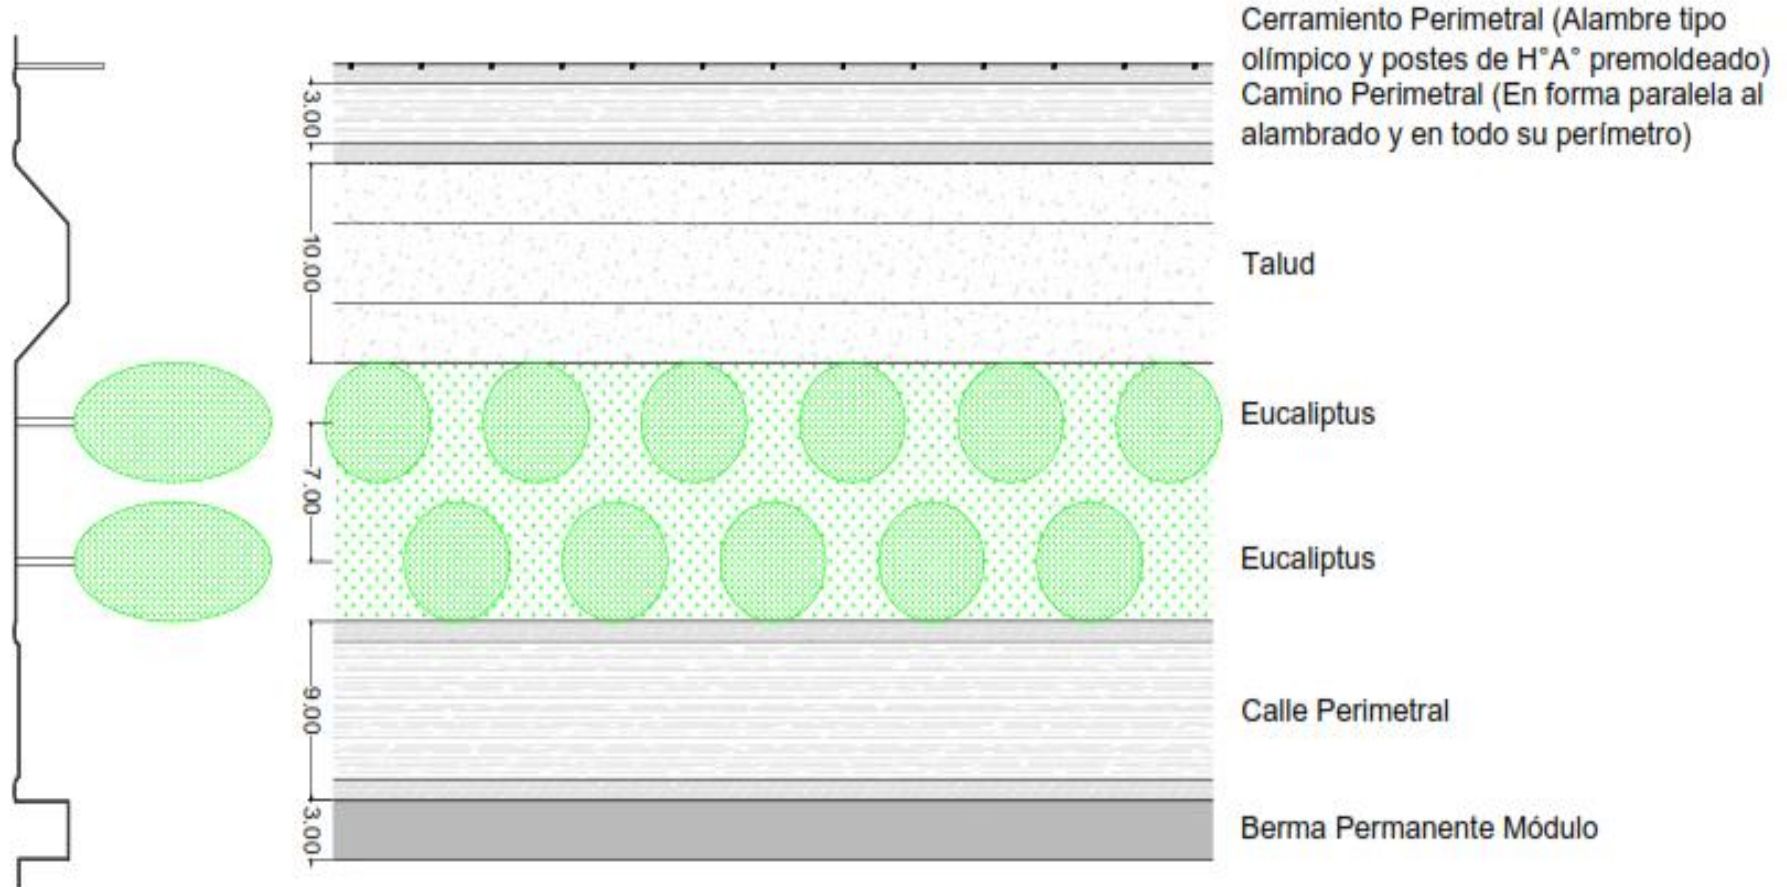 Cerramiento Perimetral (Alambre tipo
olímpico y postes de H°A° premoldeado)
Camino Perimetral (En forma paralela al
alambrado y en todo su perímetro)
3.00
10.00
Talud
Eucaliptus
7.00
Eucaliptus
9.00
Calle Perimetral
3.00
Berma Permanente Módulo